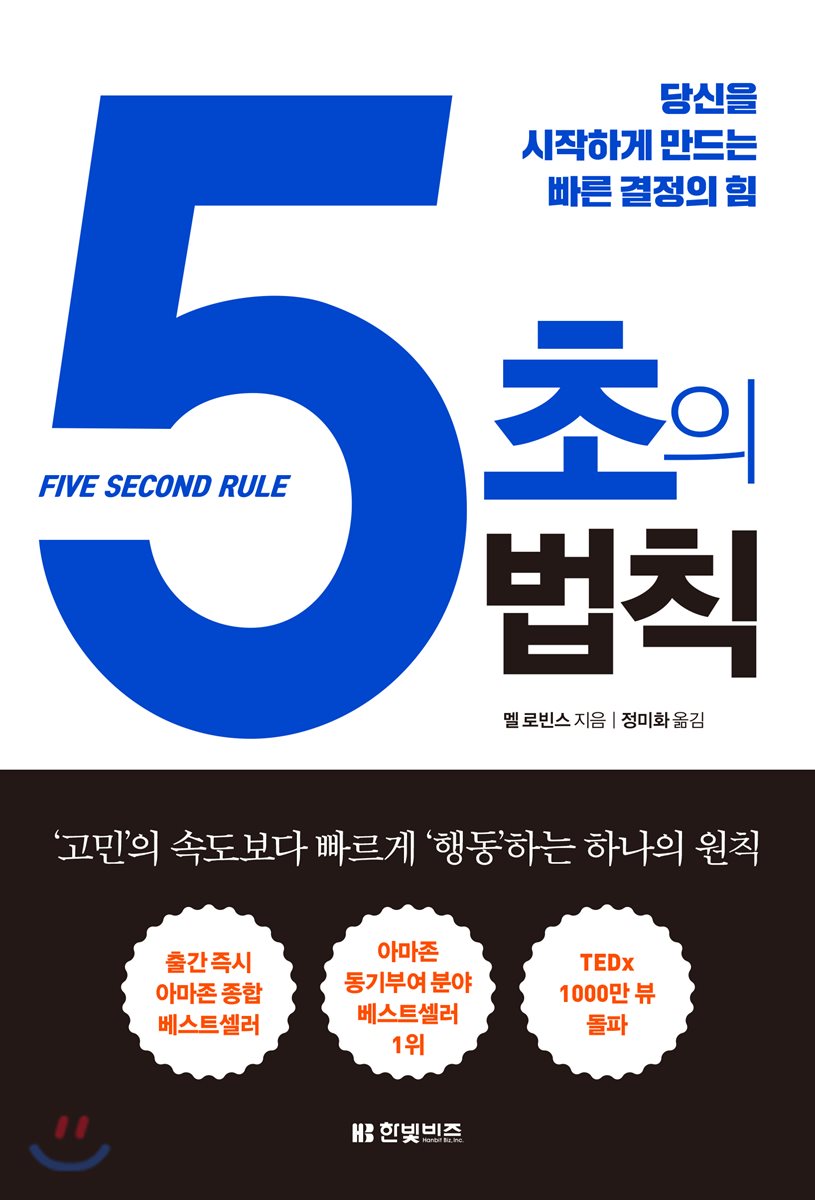 당신을
시작하게 만드는
빠른 결정의 힘
5초의
법칙
FIVE SECOND RULE
멜 로빈스 지음 | 정미화 옮김
‘고민’의 속도보다 빠르게 ‘행동’하는 하나의 원칙
출간 즉시
아마존 종합
베스트셀러
아마존
동기부여 분야
베스트셀러
1위
TEDx
1000만 뷰
돌파
HB 한빛비즈
Hanbit Biz, Inc.